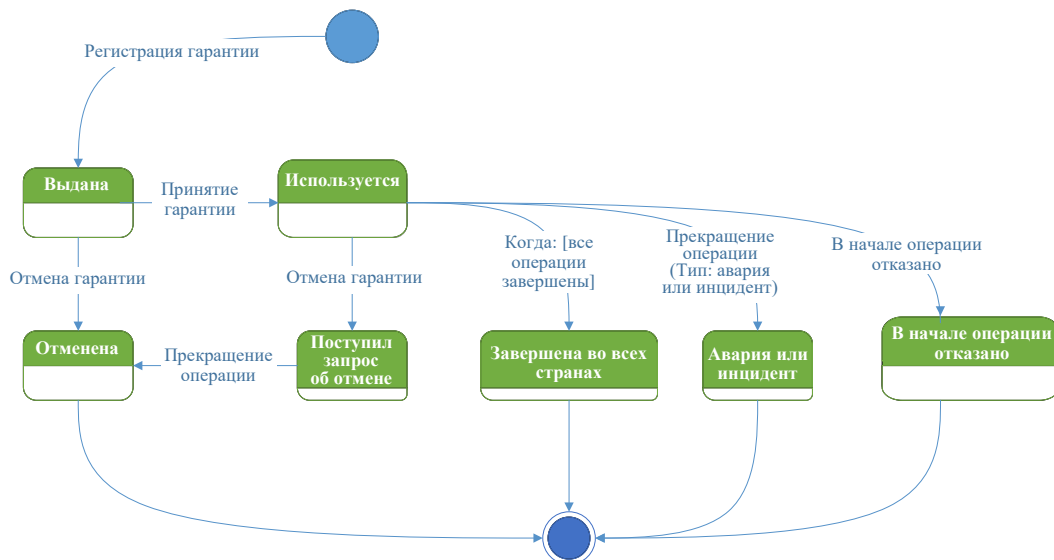 Регистрация гарантии
Выдана
Принятие
гарантии
Используется
Отмена гарантии
Отмена гарантии
Когда: [все
операции
завершены]
Прекращение
операции
(Тип: авария
или инцидент)
В начале операции
отказано
Отменена
Прекращение
операции
Поступил
запрос
об отмене
Завершена во всех
странах
Авария или
инцидент
В начале операции
отказано